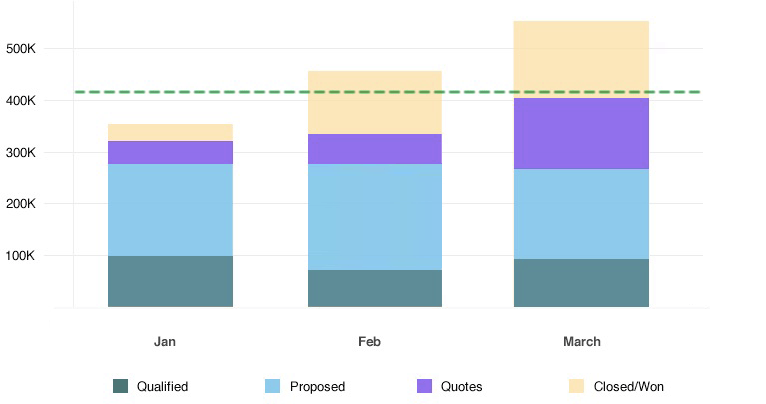 500K
400K
300K
200K
100K
Jan Feb March
Qualified Proposed Quotes Closed/Won